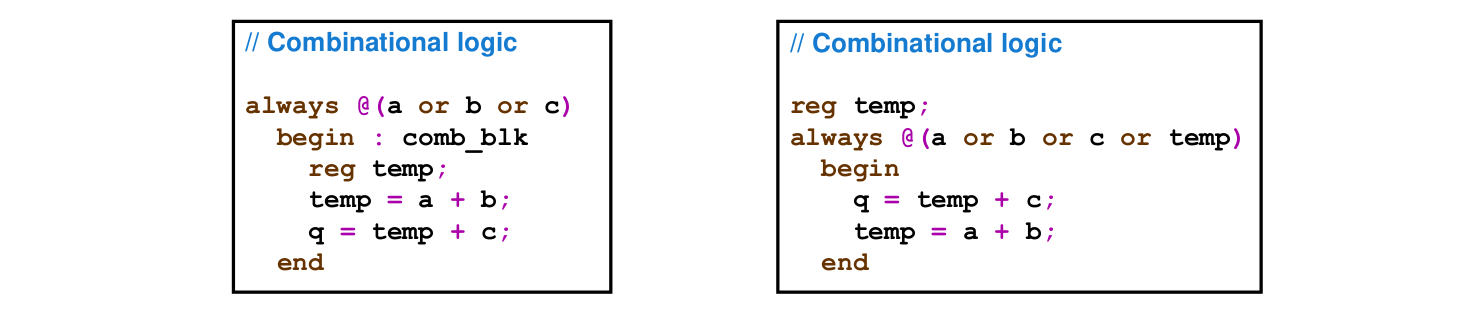 // Combinational logic
always @(a or b or c)
begin : comb_blk
reg temp;
temp = a + b;
q = temp + c;
end
// Combinational logic
reg temp;
always @(a or b or c or temp)
begin
q = temp + c;
temp = a + b;
end